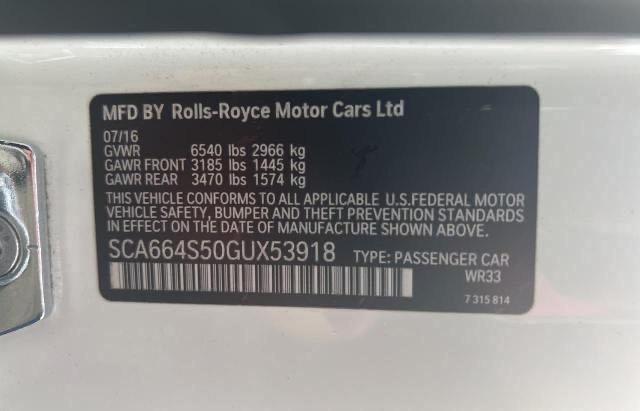 MFD BY Rolls-Royce Motor Cars Ltd
07/16
GVWR 6540 lbs 2966 kg
GAWR FRONT 3185 lbs 1445 kg
GAWR REAR 3470 lbs 1574 kg
THIS VEHICLE CONFORMS TO ALL APPLICABLE U.S.FEDERAL MOTOR
VEHICLE SAFETY, BUMPER AND THEFT PREVENTION STANDARDS
IN EFFECT ON THE DATE OF MANUFACTURE SHOWN ABOVE.
SCA664S50GUX53918 TYPE: PASSENGER CAR
WR33
7 315 814